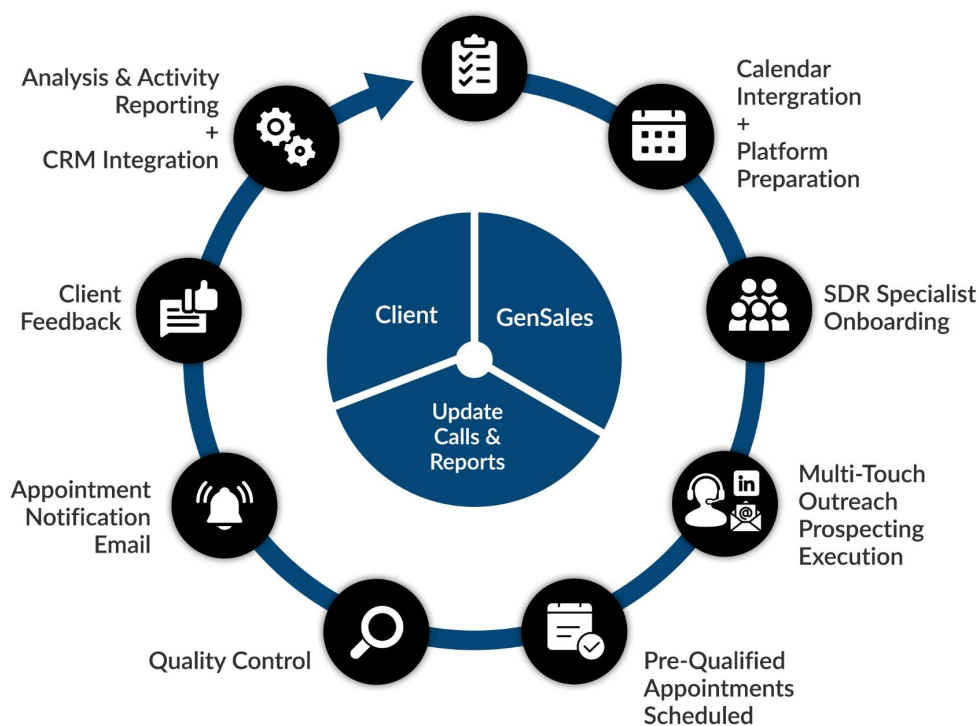 Calendar
Intergration
+
Platform
Preparation
SDR Specialist
Onboarding
Multi-Touch
Outreach
Prospecting
Execution
in
@
Pre-Qualified
Appointments
Scheduled
Quality Control
Appointment
Notification
Email
Client
Feedback
Analysis & Activity
Reporting
+
CRM Integration
Client
GenSales
Update
Calls &
Reports